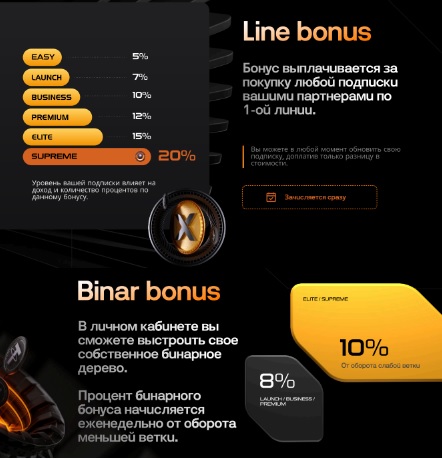 Line bonus
EASY 5%
LAUNCH 7%
BUSINESS 10%
PREMIUM 12%
ELITE 15%
SUPREME 20%
Уровень вашей подписки влияет на
доход и количество процентов по
данному бонусу.
Бонус выплачивается за
покупку любой подписки
вашими партнерами по
1-ой линии.
Вы можете в любой момент обновить свою
подписку, доплатив только разницу в
стоимости.
Зачисляется сразу
X
Binar bonus
В личном кабинете вы
сможете выстроить свое
собственное бинарное
дерево.
Процент бинарного
бонуса начисляется
еженедельно от оборота
меньшей ветки.
ELITE / SUPREME
10%
От оборота слабой ветки
8%
LAUNCH / BUSINESS /
PREMIUM